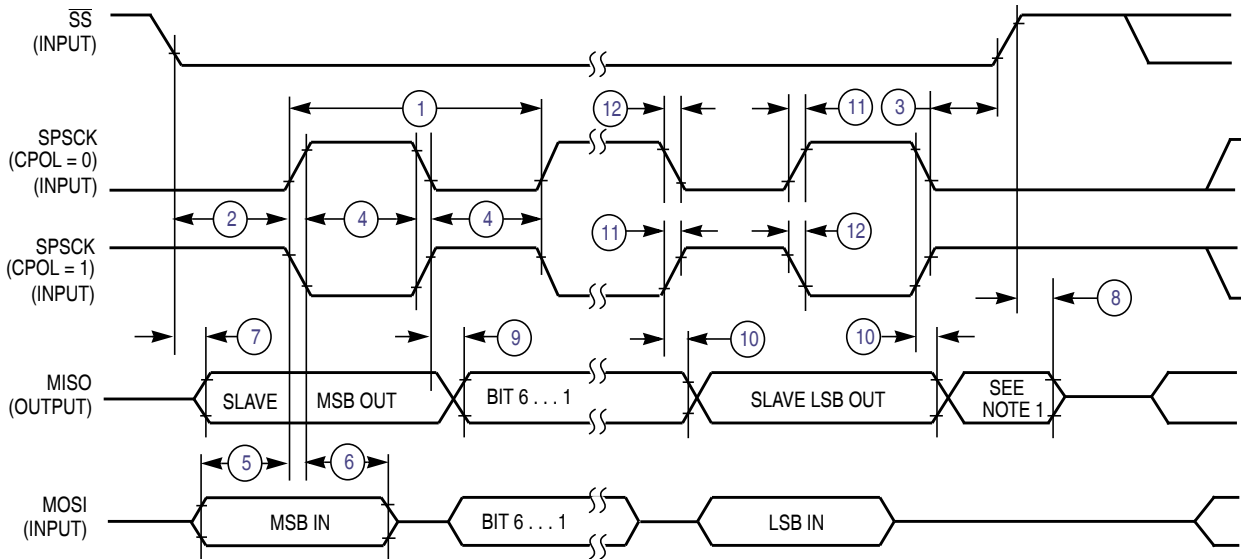 SS
(INPUT)
1
12
11
3
SPSCK
(CPOL = 0)
(INPUT)
2
4
4
11
12
SPSCK
(CPOL = 1)
(INPUT)
7
9
10
10
8
MISO
(OUTPUT)
SLAVE MSB OUT
BIT 6 . . . 1
SLAVE LSB OUT
SEE
NOTE 1
5
6
MOSI
(INPUT)
MSB IN
BIT 6 . . . 1
LSB IN